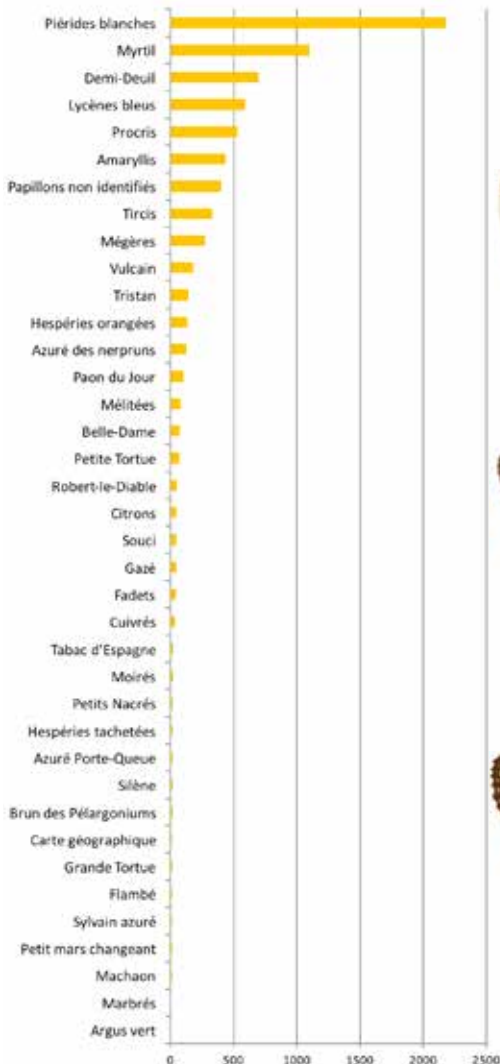 Piérides blanches
Myrtil
Demi-Deuil
Lycènes bleus
Procris
Amaryllis
Papillons non identifiés
Tircis
Mégères
Vulcain
Tristan
Hespéries orangées
Azuré des nerpruns
Paon du Jour
Mélitées
Belle-Dame
Petite Tortue
Robert-le-Diable
Citrons
Souci
Gazé
Fadets
Cuivrés
Tabac d'Espagne
Moirés
Petits Nacrés
Hespéries tachetées
Azuré Porte-Queue
Silène
Brun des Pélargoniums
Carte géographique
Grande Tortue
Flambé
Sylvain azuré
Petit mars changeant
Machaon
Marbrés
Argus vert
0 500 1000 1500 2000 2500